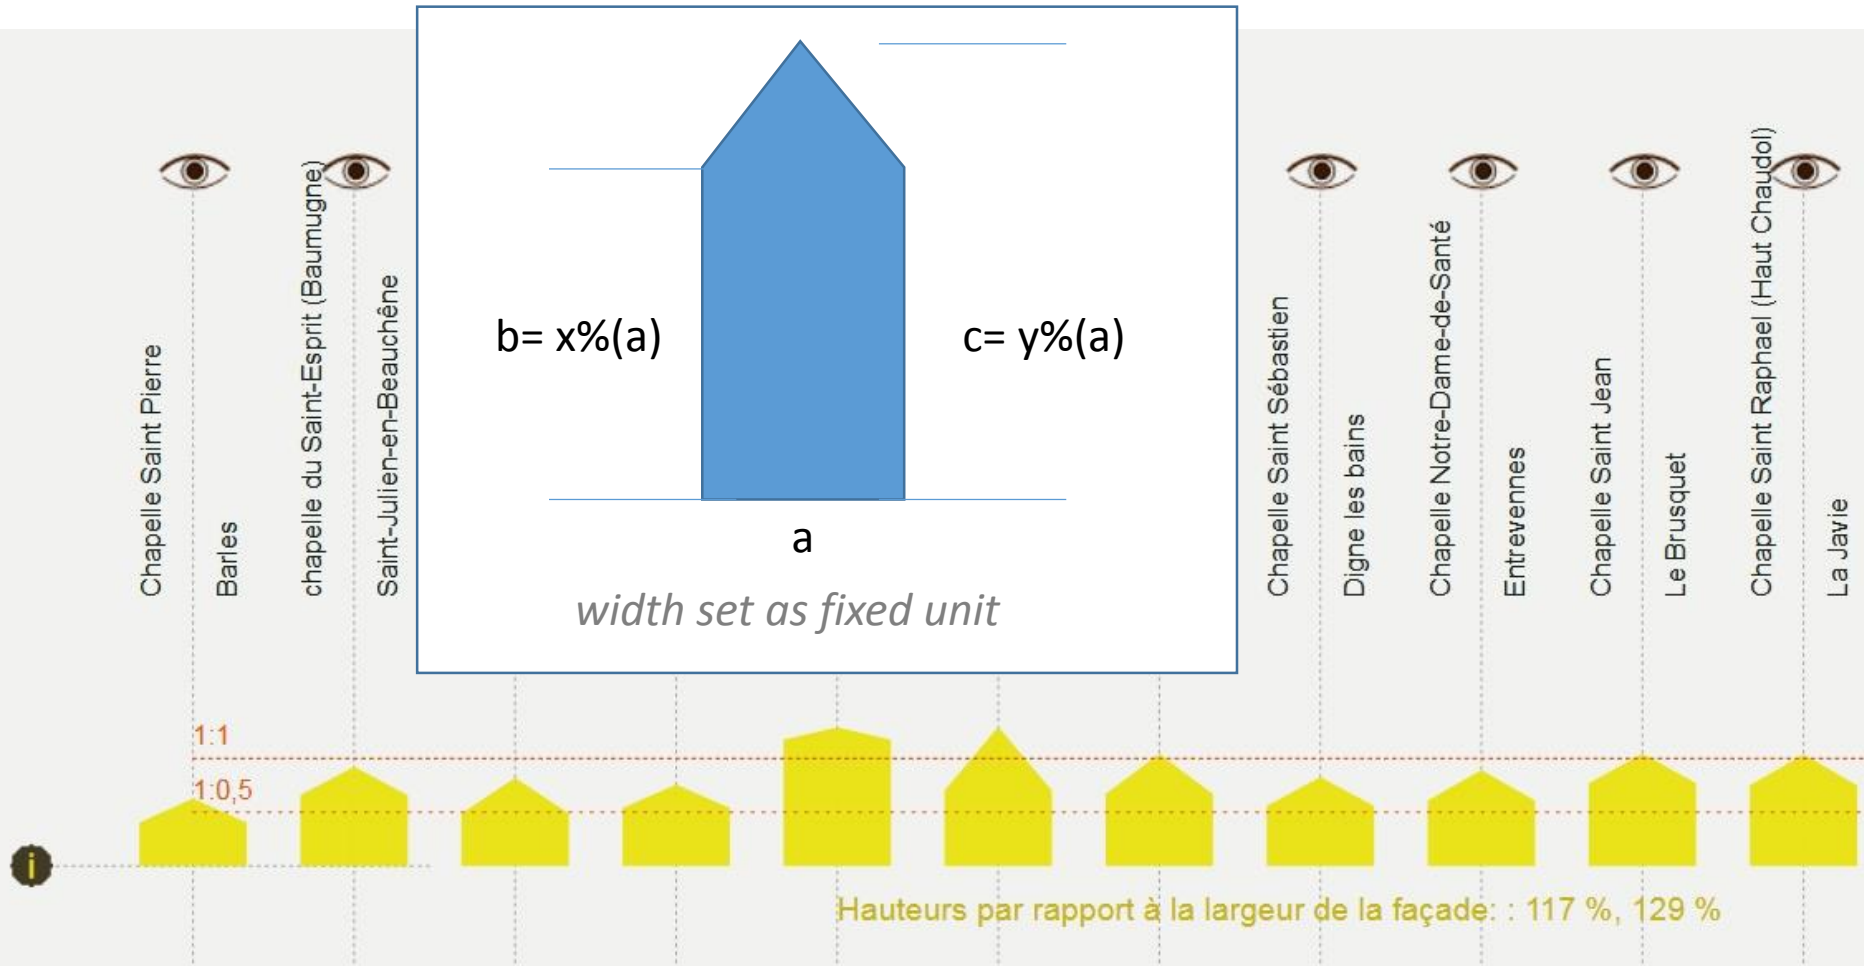 Chapelle Saint Pierre
Barles
chapelle du Saint-Esprit (Baumugne)
Saint-Julien-en-Beauchêne
b= x%(a)
c= y%(a)
a
width set as fixed unit
Chapelle Saint Sébastien
Digne les bains
Chapelle Notre-Dame-de-Santé
Entrevennes
Chapelle Saint Jean
Le Brusquet
Chapelle Saint Raphael (Haut Chaudol)
La Javie
1:1
1:0,5
i
Hauteurs par rapport à la largeur de la façade: : 117 %, 129 %